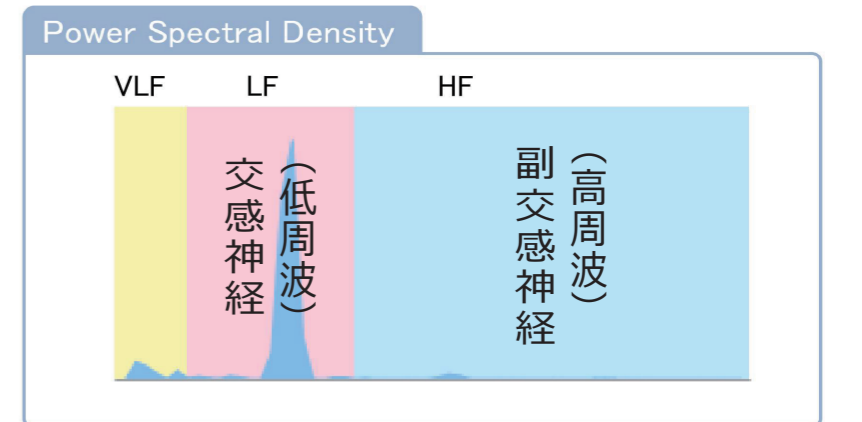 Power Spectral Density
VLF
LF
HF
交感神経
（低周波）
副交感神経
（高周波）